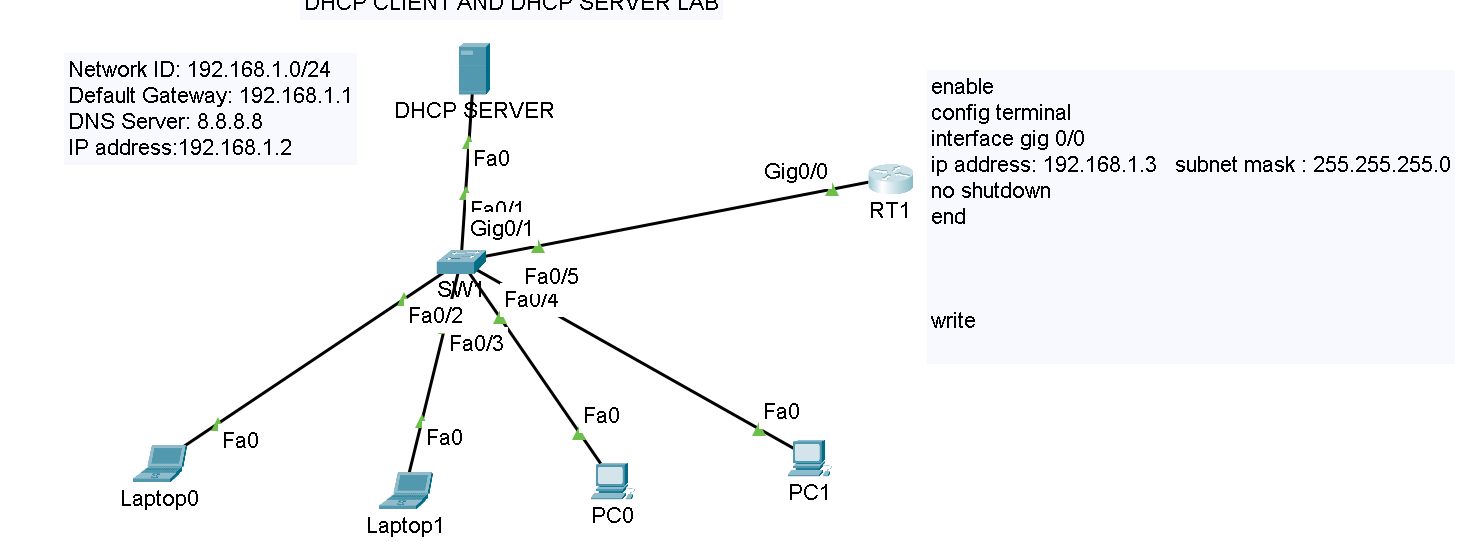 DHCP CLIENT AND DHCP SERVER LAB
Network ID: 192.168.1.0/24
Default Gateway: 192.168.1.1
DNS Server: 8.8.8.8
IP address:192.168.1.2
DHCP SERVER
Fa0
Fa0/1
Gig0/1
Gig0/0
RT1
enable
config terminal
interface gig 0/0
ip address: 192.168.1.3 subnet mask : 255.255.255.0
no shutdown
end
write
SW1
Fa0/5
Fa0/4
Fa0/2
Fa0/3
Fa0
Laptop0
Fa0
Laptop1
Fa0
PC0
Fa0
PC1